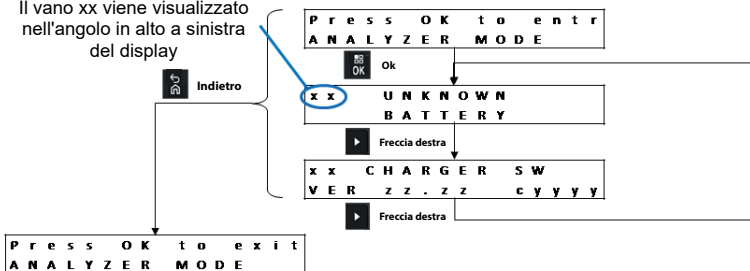 Il vano xx viene visualizzato
nell'angolo in alto a sinistra
del display
Press OK to entr
ANALYZER MODE
OK
Ok
Indietro
xx UNKNOWN
BATTERY
Freccia destra
xx CHARGER SW
VER zz.zz cyyyy
Freccia destra
Press OK to exit
ANALYZER MODE